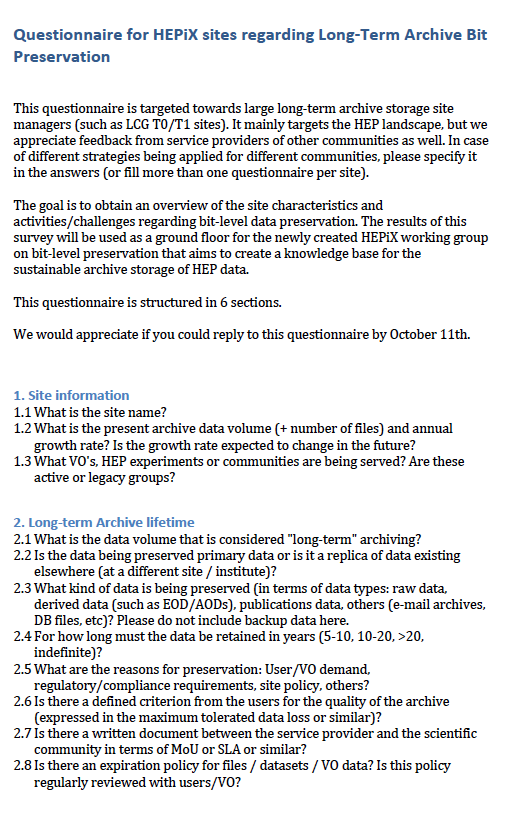 Questionnaire for HEPiX sites regarding Long-Term Archive Bit
Preservation
This questionnaire is targeted towards large long-term archive storage site
managers (such as LCG T0/T1 sites). It mainly targets the HEP landscape, but we
appreciate feedback from service providers of other communities as well. In case
of different strategies being applied for different communities, please specify it
in the answers (or fill more than one questionnaire per site).
The goal is to obtain an overview of the site characteristics and
activities/challenges regarding bit-level data preservation. The results of this
survey will be used as a ground floor for the newly created HEPiX working group
on bit-level preservation that aims to create a knowledge base for the
sustainable archive storage of HEP data.
This questionnaire is structured in 6 sections.
We would appreciate if you could reply to this questionnaire by October 11th.
1. Site information
1.1 What is the site name?
1.2 What is the present archive data volume (+ number of files) and annual
growth rate? Is the growth rate expected to change in the future?
1.3 What VO's, HEP experiments or communities are being served? Are these
active or legacy groups?
2. Long-term Archive lifetime
2.1 What is the data volume that is considered "long-term" archiving?
2.2 Is the data being preserved primary data or is it a replica of data existing
elsewhere (at a different site / institute)?
2.3 What kind of data is being preserved (in terms of data types: raw data,
derived data (such as EOD/AODs), publications data, others (e-mail archives,
DB files, etc)? Please do not include backup data here.
2.4 For how long must the data be retained in years (5-10, 10-20, >20,
indefinite)?
2.5 What are the reasons for preservation: User/VO demand,
regulatory/compliance requirements, site policy, others?
2.6 Is there a defined criterion from the users for the quality of the archive
(expressed in the maximum tolerated data loss or similar)?
2.7 Is there a written document between the service provider and the scientific
community in terms of MoU or SLA or similar?
2.8 Is there an expiration policy for files / datasets / VO data? Is this policy
regularly reviewed with users/VO?